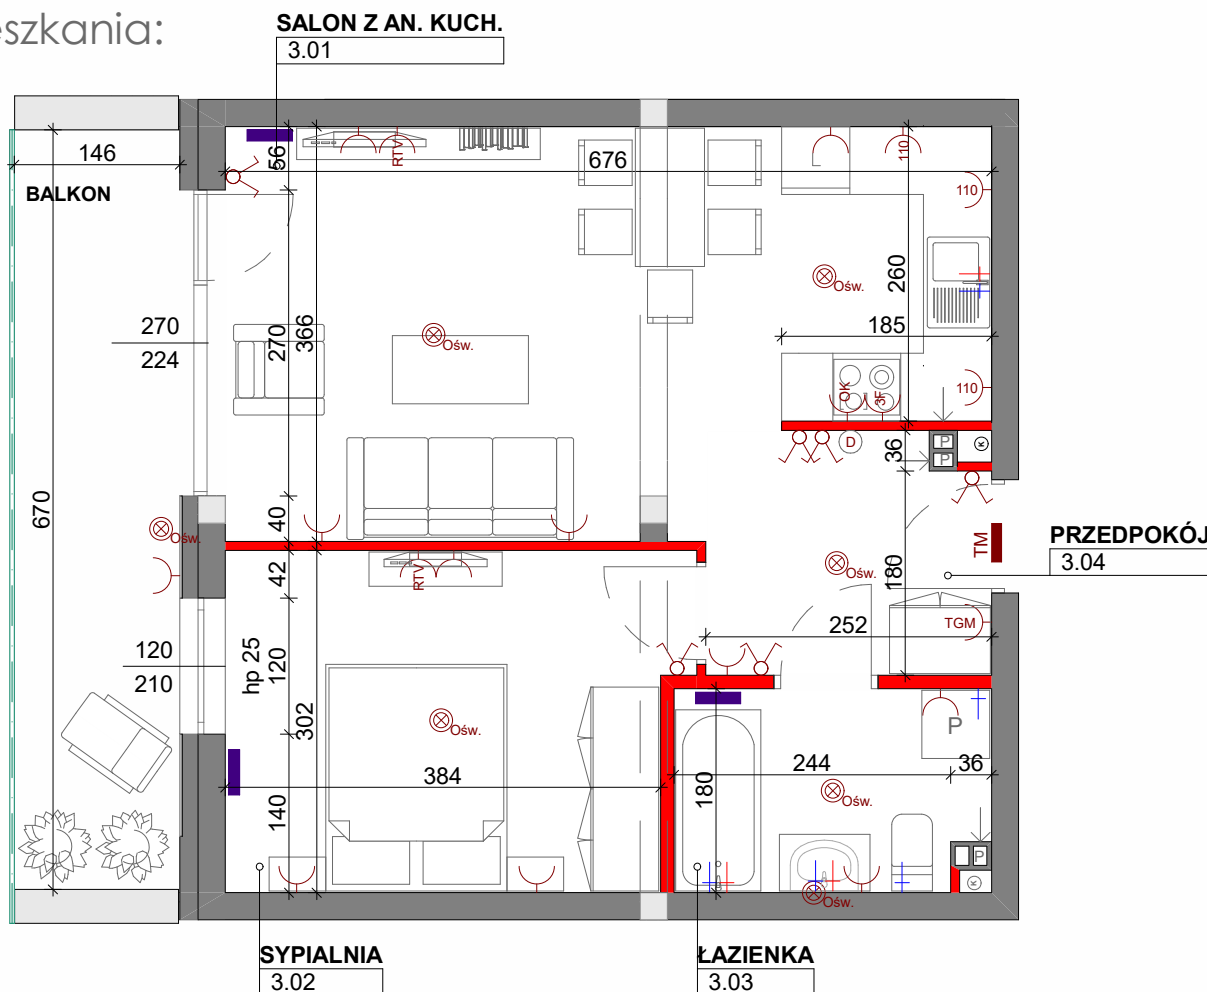 eszkania:
SALON Z AN. KUCH.
3.01
146
BALKON
56
RTV
676
110
110
Ośw.
260
270
224
270
366
Ośw.
185
OK
3F
110
D
36
P
P
K
670
40
Ośw.
42
RTV
TM
PRZEDPOKÓJ
3.04
Ośw.
180
252
TGM
120
210
hp 25
120
302
Ośw.
P
384
244
36
140
180
Ośw.
P
K
Ośw.
SYPIALNIA
3.02
ŁAZIENKA
3.03